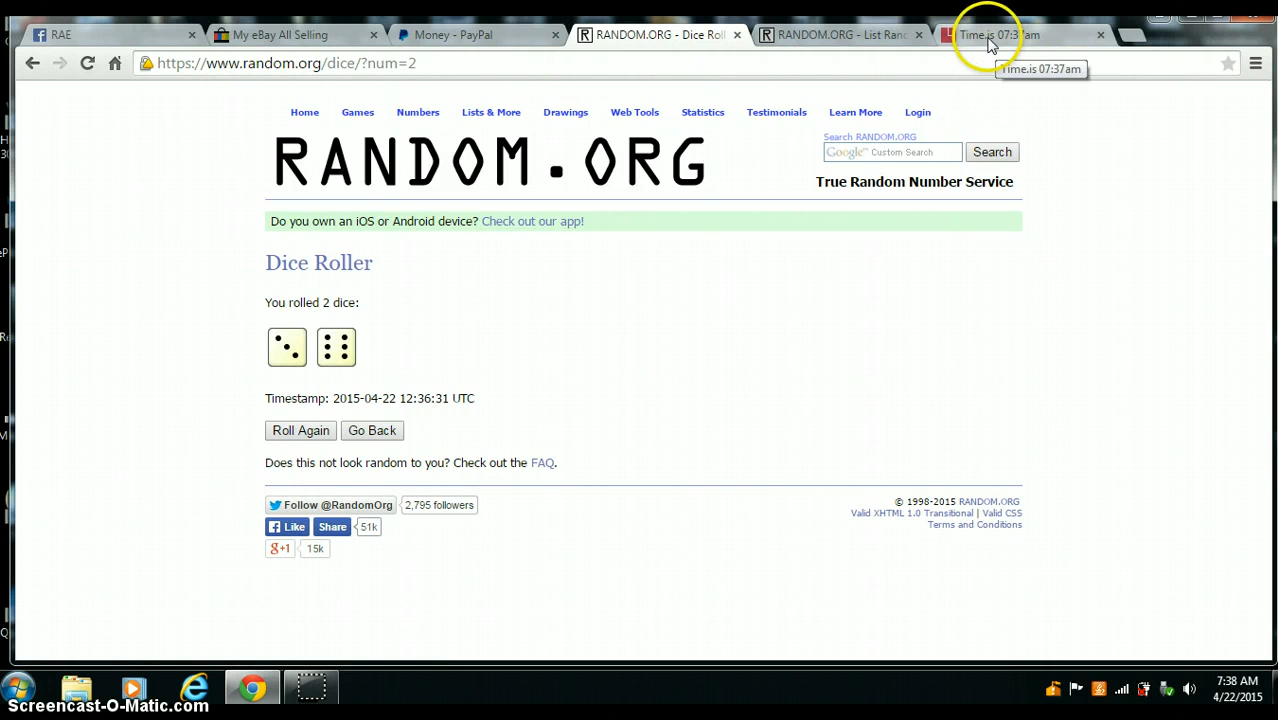 RAE My eBay All Selling Money - PayPal RANDOM.ORG - Dice Roll RANDOM.ORG - List Ranc Time.is 07:37am
https://www.random.org/dice/?num=2
Time.is 07:37am
Home Games Numbers Lists & More Drawings Web Tools Statistics Testimonials Learn More Login
RANDOM.ORG
Search RANDOM.ORG
Google™ Custom Search Search
True Random Number Service
Do you own an iOS or Android device? Check out our app!
Dice Roller
You rolled 2 dice:
Timestamp: 2015-04-22 12:36:31 UTC
Roll Again Go Back
Does this not look random to you? Check out the FAQ.
Follow @RandomOrg 2,795 followers
Like Share 51k
g+1 15k
© 1998-2015 RANDOM.ORG
Valid XHTML 1.0 Transitional | Valid CSS
Terms and Conditions
7:38 AM
4/22/2015
Screencast-O-Matic.com